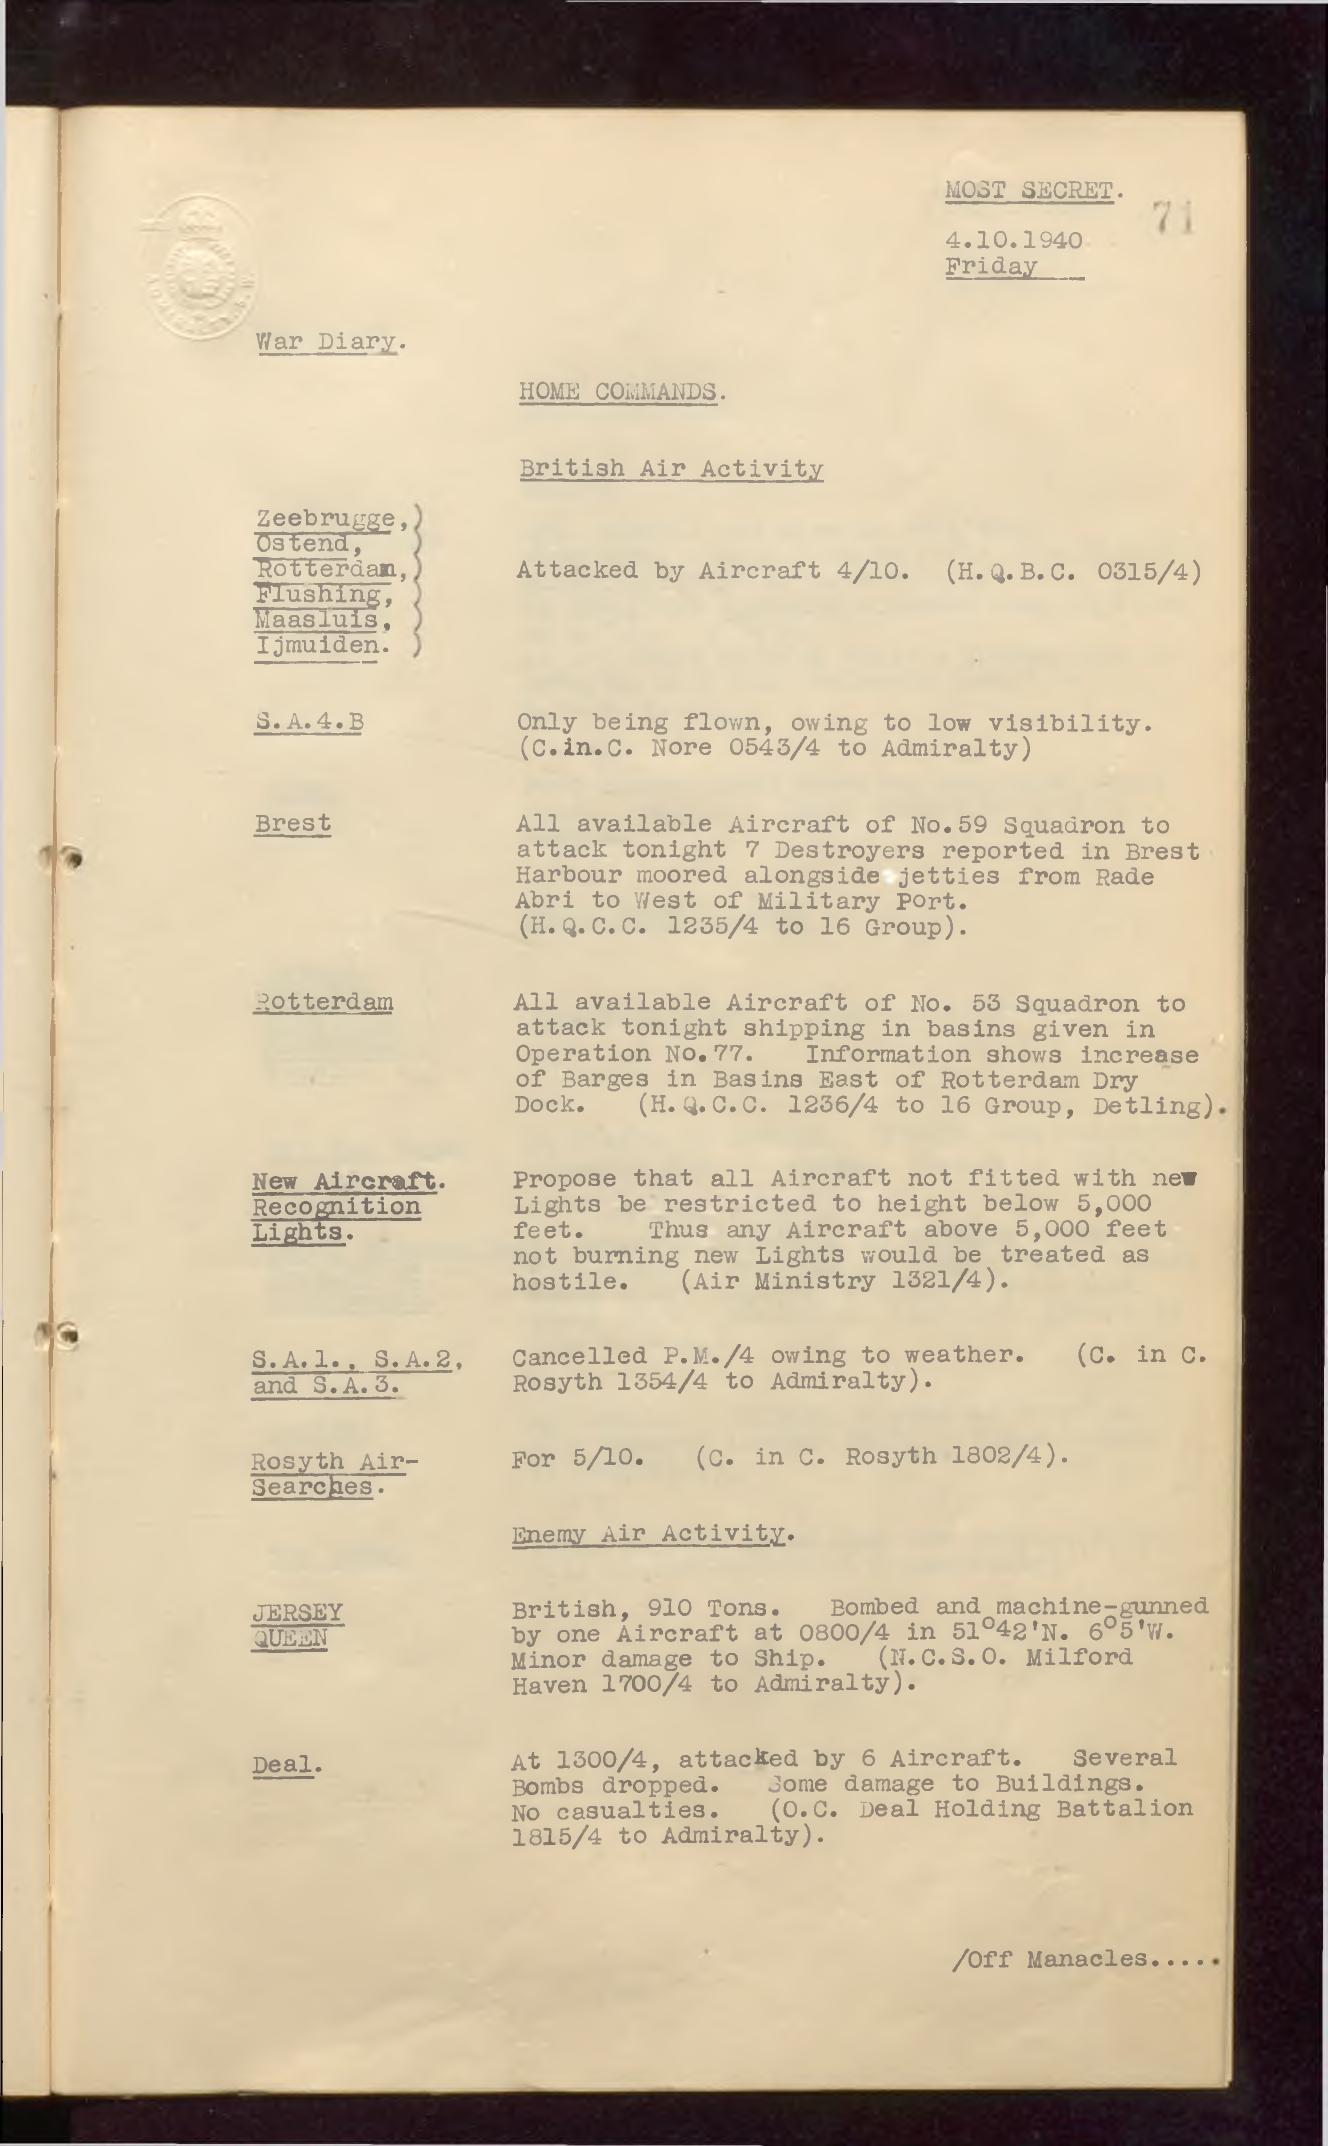 MOST SECRET.
71
4.10.1940
Friday
War Diary.
HOME COMMANDS.
British Air Activity
Zeebrugge,)
Ostend, )
Rotterdam,) Attacked by Aircraft 4/10. (H.Q.B.C. 0315/4)
Flushing, )
Maasluis, )
Ijmuiden. )
S.A.4.B Only being flown, owing to low visibility.
(C.in.C. Nore 0543/4 to Admiralty)
Brest All available Aircraft of No.59 Squadron to
attack tonight 7 Destroyers reported in Brest
Harbour moored alongside jetties from Rade
Abri to West of Military Port.
(H.Q.C.C. 1235/4 to 16 Group).
Rotterdam All available Aircraft of No. 53 Squadron to
attack tonight shipping in basins given in
Operation No.77. Information shows increase
of Barges in Basins East of Rotterdam Dry
Dock. (H.Q.C.C. 1236/4 to 16 Group, Detling).
New Aircraft. Propose that all Aircraft not fitted with new
Recognition Lights be restricted to height below 5,000
Lights. feet. Thus any Aircraft above 5,000 feet
not burning new Lights would be treated as
hostile. (Air Ministry 1321/4).
S.A.1., S.A.2, Cancelled P.M./4 owing to weather. (C. in C.
and S.A.3. Rosyth 1354/4 to Admiralty).
Rosyth Air- For 5/10. (C. in C. Rosyth 1802/4).
Searches.
Enemy Air Activity.
JERSEY British, 910 Tons. Bombed and machine-gunned
QUEEN by one Aircraft at 0800/4 in 51°42'N. 6°5'W.
Minor damage to Ship. (N.C.S.O. Milford
Haven 1700/4 to Admiralty).
Deal. At 1300/4, attacked by 6 Aircraft. Several
Bombs dropped. Some damage to Buildings.
No casualties. (O.C. Deal Holding Battalion
1815/4 to Admiralty).
/Off Manacles.....